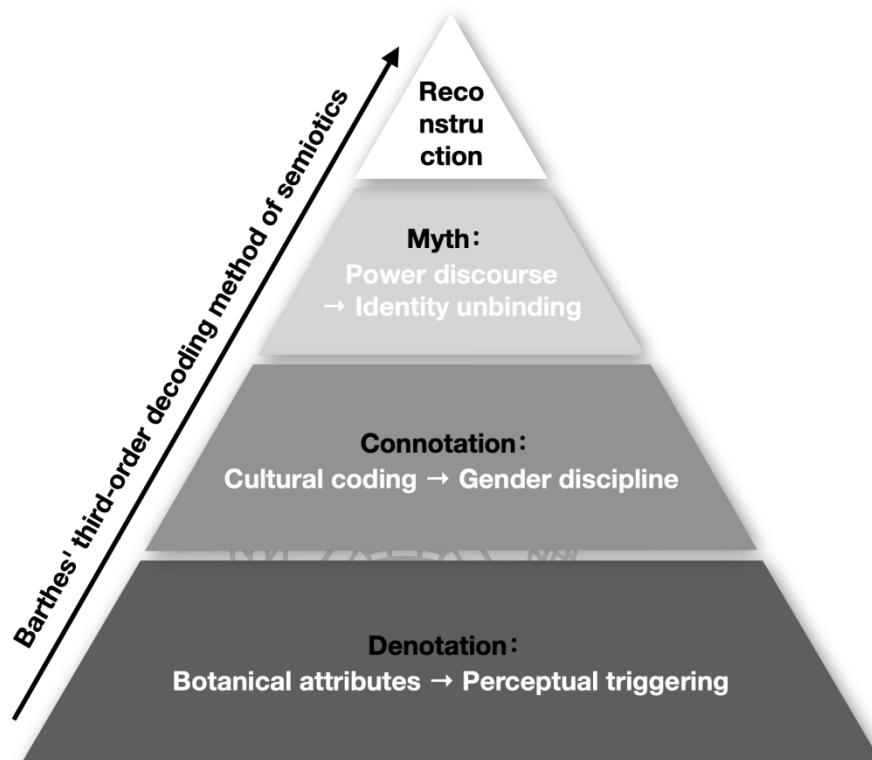 Barthes' third-order decoding method of semiotics
Reco
nstru
ction
Myth：
Power discourse
→ Identity unbinding
Connotation：
Cultural coding → Gender discipline
Denotation：
Botanical attributes → Perceptual triggering